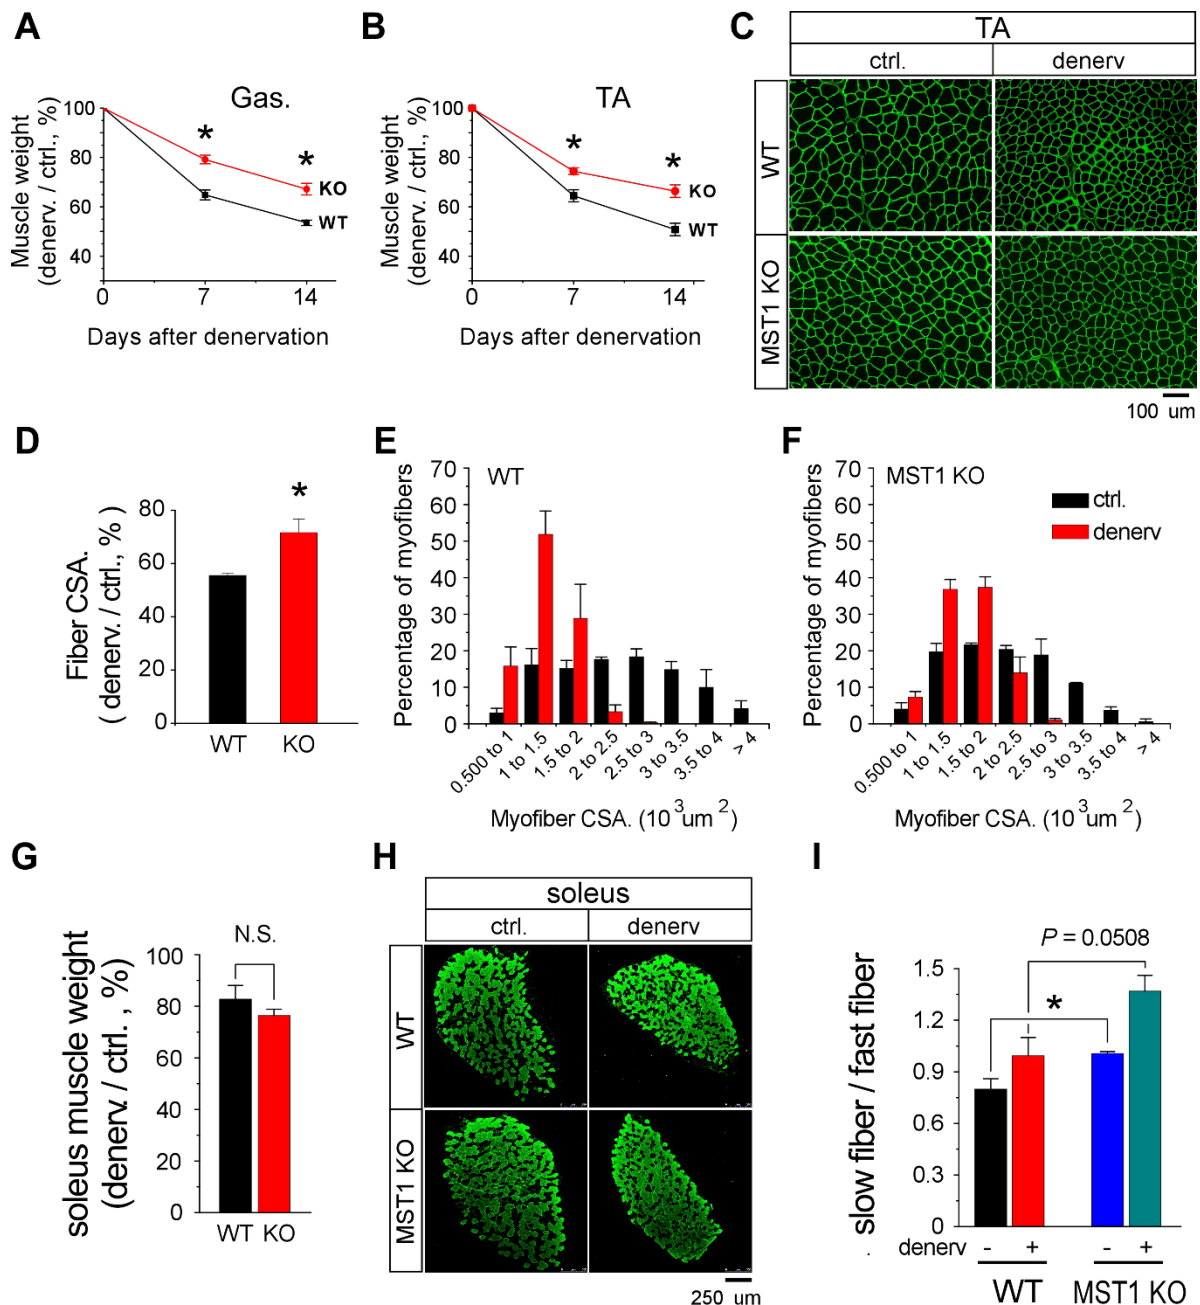 A
Gas.
Muscle weight
(denerv. / ctrl., %)
100
80
60
40
0 7 14
* *
KO
WT
Days after denervation
B
TA
Muscle weight
(denerv. / ctrl., %)
100
80
60
40
0 7 14
* *
KO
WT
Days after denervation
C
TA
ctrl. denerv
WT
MST1 KO
100 um
D
Fiber CSA.
( denerv. / ctrl., % )
80
60
40
20
0
*
WT KO
E
WT
Percentage of myofibers
70
60
50
40
30
20
10
0
0.500 to 1
1 to 1.5
1.5 to 2
2 to 2.5
2.5 to 3
3 to 3.5
3.5 to 4
> 4
Myofiber CSA. (10 3 um 2 )
F
MST1 KO
ctrl.
denerv
Percentage of myofibers
70
60
50
40
30
20
10
0
0.500 to 1
1 to 1.5
1.5 to 2
2 to 2.5
2.5 to 3
3 to 3.5
3.5 to 4
> 4
Myofiber CSA. (10 3 um 2 )
G
N.S.
soleus muscle weight
(denerv. / ctrl. , %)
100
80
60
40
80
0
WT KO
H
soleus
ctrl. denerv
WT
MST1 KO
250 um
I
P = 0.0508
*
slow fiber / fast fiber
1.5
1.2
0.9
0.6
0.3
0
. denerv - + - +
WT MST1 KO